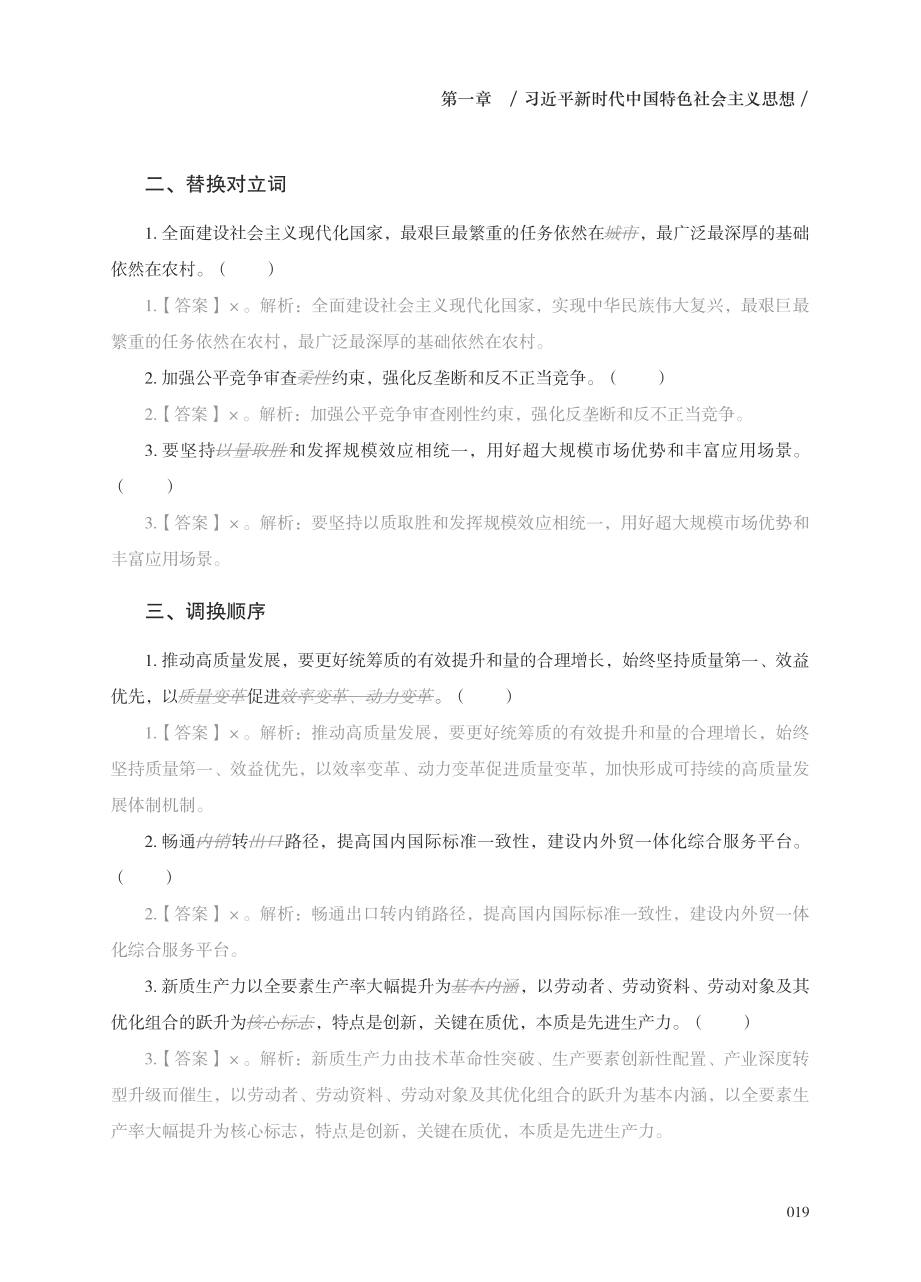 第一章 / 习近平新时代中国特色社会主义思想 /
二、替换对立词
1. 全面建设社会主义现代化国家，最艰巨最繁重的任务依然在城市，最广泛最深厚的基础
依然在农村。（　　）
1.【答案】×。解析：全面建设社会主义现代化国家，实现中华民族伟大复兴，最艰巨最
繁重的任务依然在农村，最广泛最深厚的基础依然在农村。
2. 加强公平竞争审查柔性约束，强化反垄断和反不正当竞争。（　　）
2.【答案】×。解析：加强公平竞争审查刚性约束，强化反垄断和反不正当竞争。
3. 要坚持以量取胜和发挥规模效应相统一，用好超大规模市场优势和丰富应用场景。
（　　）
3.【答案】×。解析：要坚持以质取胜和发挥规模效应相统一，用好超大规模市场优势和
丰富应用场景。
三、调换顺序
1. 推动高质量发展，要更好统筹质的有效提升和量的合理增长，始终坚持质量第一、效益
优先，以质量变革促进效率变革、动力变革。（　　）
1.【答案】×。解析：推动高质量发展，要更好统筹质的有效提升和量的合理增长，始终
坚持质量第一、效益优先，以效率变革、动力变革促进质量变革，加快形成可持续的高质量发
展体制机制。
2. 畅通内销转出口路径，提高国内国际标准一致性，建设内外贸一体化综合服务平台。
（　　）
2.【答案】×。解析：畅通出口转内销路径，提高国内国际标准一致性，建设内外贸一体
化综合服务平台。
3. 新质生产力以全要素生产率大幅提升为基本内涵，以劳动者、劳动资料、劳动对象及其
优化组合的跃升为核心标志，特点是创新，关键在质优，本质是先进生产力。（　　）
3.【答案】×。解析：新质生产力由技术革命性突破、生产要素创新性配置、产业深度转
型升级而催生，以劳动者、劳动资料、劳动对象及其优化组合的跃升为基本内涵，以全要素生
产率大幅提升为核心标志，特点是创新，关键在质优，本质是先进生产力。
019